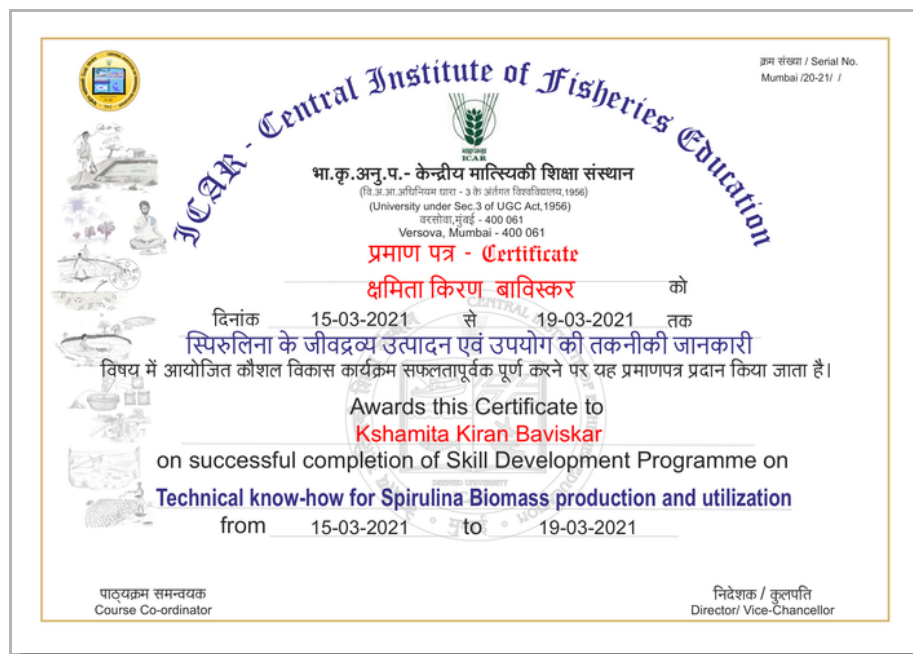 क्रम संख्या / Serial No.
Mumbai /20-21/ /
ICAR - Central Institute of Fisheries Education
ICAR
भा.कृ.अनु.प.- केन्द्रीय मात्स्यिकी शिक्षा संस्थान
(वि.अ.आ.अधिनियम धारा - 3 के अंर्तगत विश्वविद्यालय,1956)
(University under Sec.3 of UGC Act,1956)
वरसोवा,मुंबई - 400 061
Versova, Mumbai - 400 061
प्रमाण पत्र - Certificate
क्षमिता किरण बाविस्कर को
दिनांक 15-03-2021 से 19-03-2021 तक
स्पिरुलिना के जीवद्रव्य उत्पादन एवं उपयोग की तकनीकी जानकारी
विषय में आयोजित कौशल विकास कार्यक्रम सफलतापूर्वक पूर्ण करने पर यह प्रमाणपत्र प्रदान किया जाता है।
Awards this Certificate to
Kshamita Kiran Baviskar
on successful completion of Skill Development Programme on
Technical know-how for Spirulina Biomass production and utilization
from 15-03-2021 to 19-03-2021
पाठ्यक्रम समन्वयक
Course Co-ordinator
निदेशक / कुलपति
Director/ Vice-Chancellor